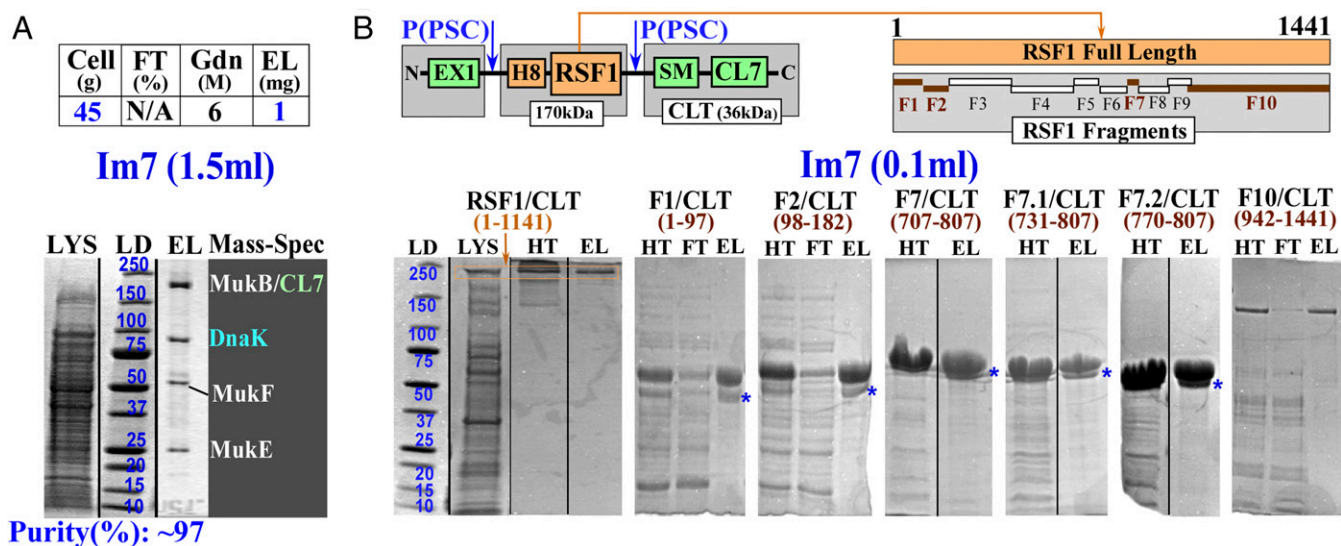 A
Cell FT Gdn EL
(g) (%) (M) (mg)
45 N/A 6 1
Im7 (1.5ml)
LYS LD EL Mass-Spec
250
150
100
75
50
37
25
20
15
10
MukB/CL7
DnaK
MukF
MukE
Purity(%): ~97
B
P(PSC) P(PSC)
N EX1 H8 RSF1 SM CL7 C
170kDa CLT (36kDa)
1 1441
RSF1 Full Length
F1 F2 F3 F4 F5 F6 F7 F8 F9 F10
RSF1 Fragments
Im7 (0.1ml)
RSF1/CLT F1/CLT F2/CLT F7/CLT F7.1/CLT F7.2/CLT F10/CLT
(1-1141) (1-97) (98-182) (707-807) (731-807) (770-807) (942-1441)
LD LYS HT EL HT FT EL HT FT EL HT EL HT EL HT EL HT FT EL
250
150
100
75
50
37
25
20
15
10
* * * * *